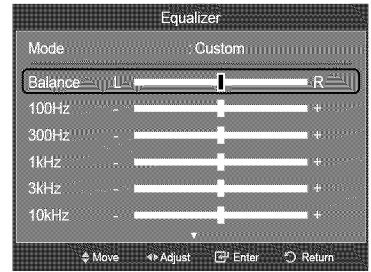 Equalizer
Mode : Custom
Balance L R
100Hz - +
300Hz - +
1kHz - +
3kHz - +
10kHz - +
Move Adjust Enter Return